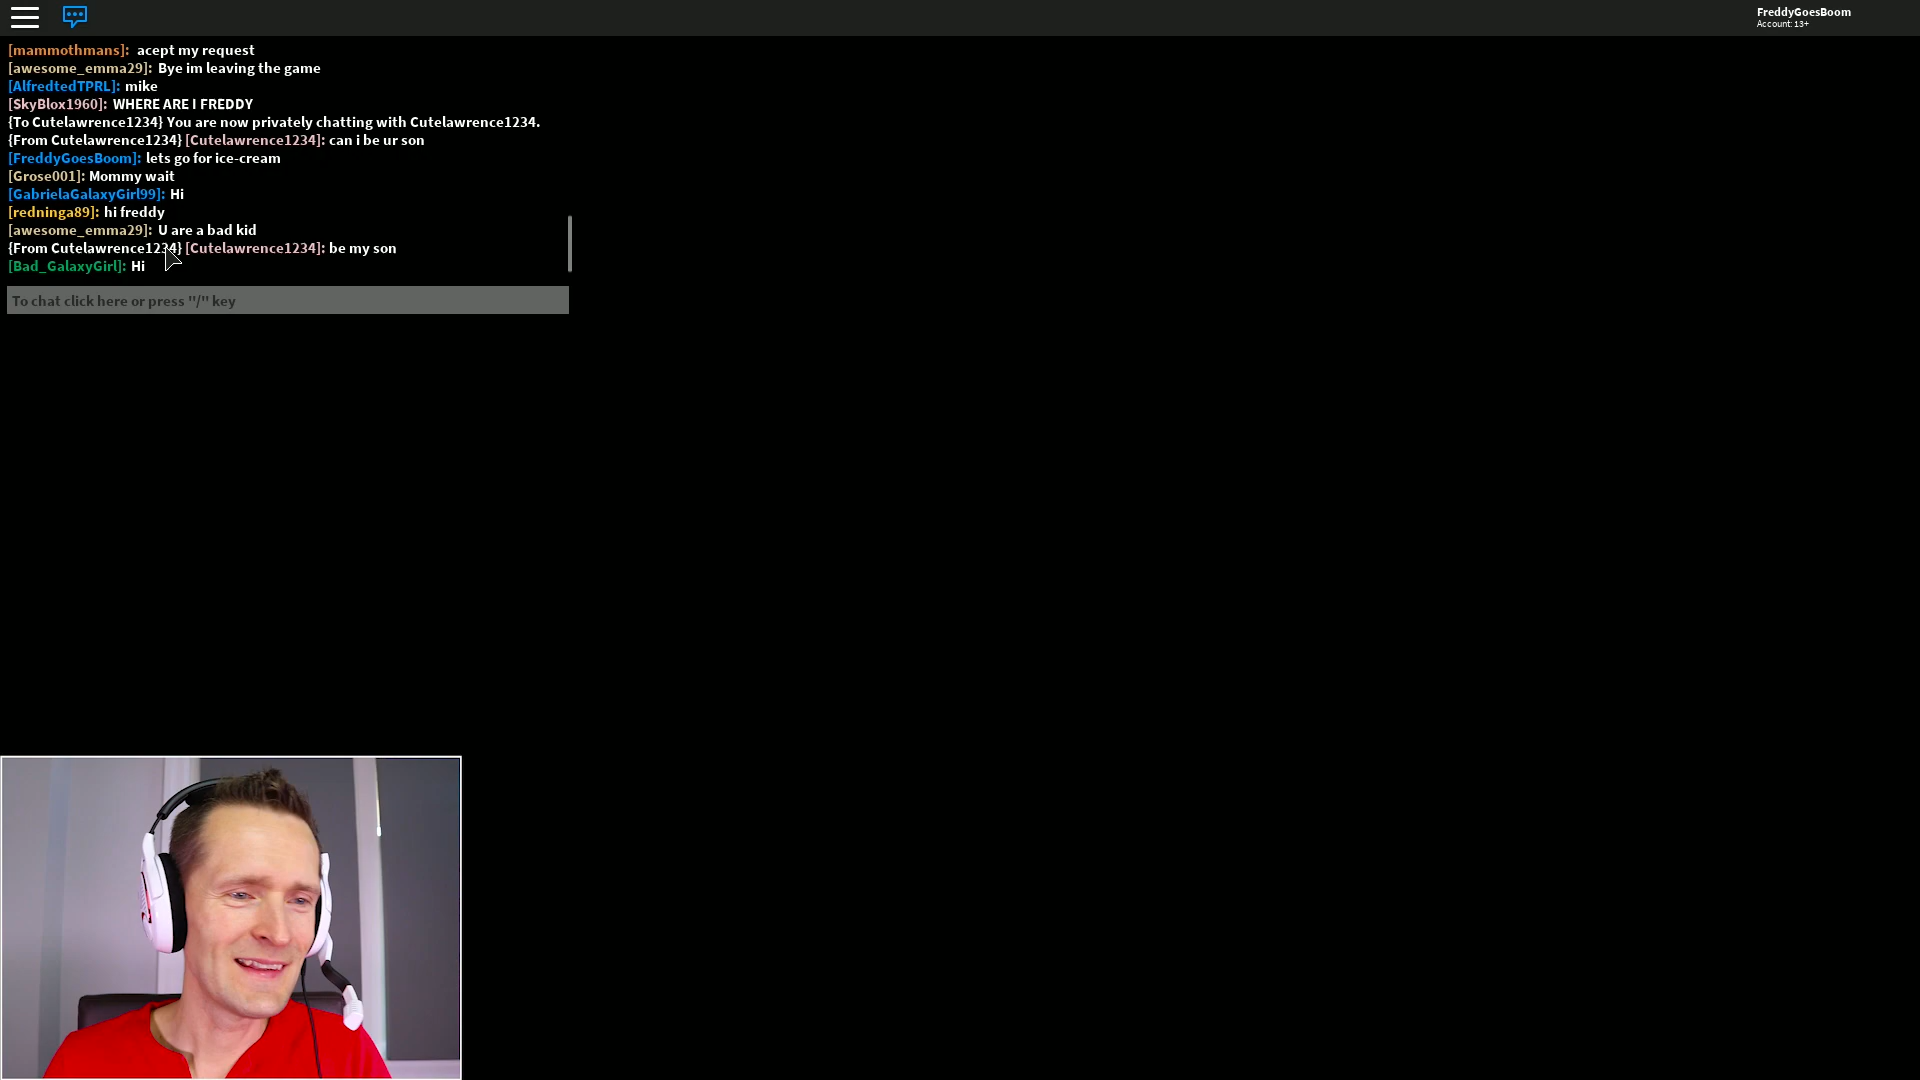 FreddyGoesBoom
Account: 13+
[mammothmans]: acept my request
[awesome_emma29]: Bye im leaving the game
[AlfredtedTPRL]: mike
[SkyBlox1960]: WHERE ARE I FREDDY
{To Cutelawrence1234} You are now privately chatting with Cutelawrence1234.
{From Cutelawrence1234} [Cutelawrence1234]: can i be ur son
[FreddyGoesBoom]: lets go for ice-cream
[Grose001]: Mommy wait
[GabrielaGalaxyGirl99]: Hi
[redninga89]: hi freddy
[awesome_emma29]: U are a bad kid
{From Cutelawrence1234} [Cutelawrence1234]: be my son
[Bad_GalaxyGirl]: Hi
To chat click here or press "/" key